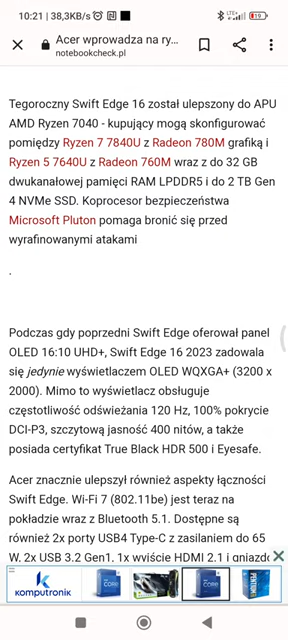 10:21 | 38,3KB/s
LTE+
19
Acer wprowadza na ry...
notebookcheck.pl
Tegoroczny Swift Edge 16 został ulepszony do APU
AMD Ryzen 7040 - kupujący mogą skonfigurować
pomiędzy Ryzen 7 7840U z Radeon 780M grafiką i
Ryzen 5 7640U z Radeon 760M wraz z do 32 GB
dwukanałowej pamięci RAM LPDDR5 i do 2 TB Gen
4 NVMe SSD. Koprocesor bezpieczeństwa
Microsoft Pluton pomaga bronić się przed
wyrafinowanymi atakami
.
Podczas gdy poprzedni Swift Edge oferował panel
OLED 16:10 UHD+, Swift Edge 16 2023 zadowala
się jedynie wyświetlaczem OLED WQXGA+ (3200 x
2000). Mimo to wyświetlacz obsługuje
częstotliwość odświeżania 120 Hz, 100% pokrycie
DCI-P3, szczytową jasność 400 nitów, a także
posiada certyfikat True Black HDR 500 i Eyesafe.
Acer znacznie ulepszył również aspekty łączności
Swift Edge. Wi-Fi 7 (802.11be) jest teraz na
pokładzie wraz z Bluetooth 5.1. Dostępne są
również 2x porty USB4 Type-C z zasilaniem do 65
W, 2x USB 3.2 Gen1, 1x wyjście HDMI 2.1 i gniazdo
komputronik